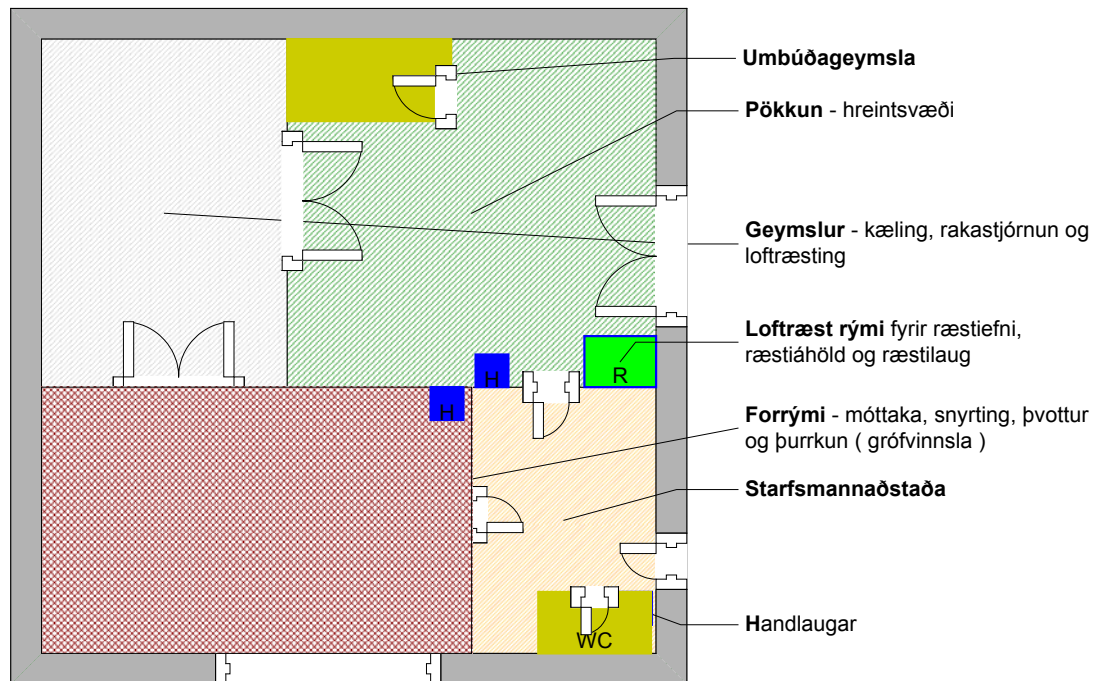 Umbúðageymsla
Pökkun - hreintsvæði
Geymslur - kæling, rakastjórnun og
loftræsting
Loftræst rými fyrir ræstiefni,
ræstiáhöld og ræstilaug
R
H
H
Forrými - móttaka, snyrting, þvottur
og þurrkun ( grófvinnsla )
Starfsmannaðstaða
Handlaugar
WC